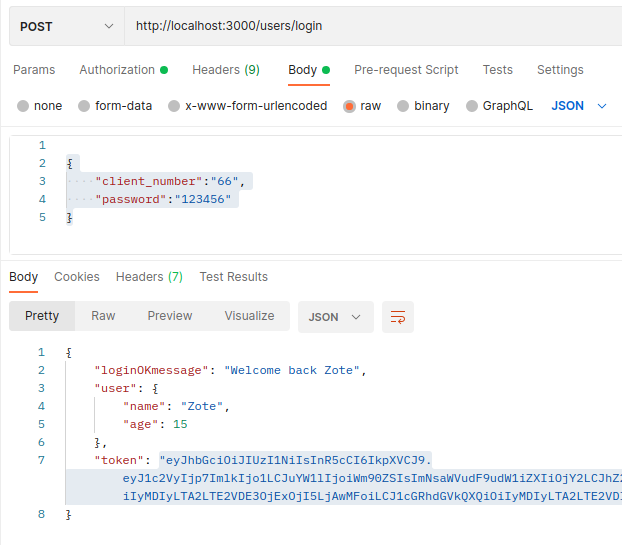 POST http://localhost:3000/users/login
Params Authorization Headers (9) Body Pre-request Script Tests Settings
none form-data x-www-form-urlencoded raw binary GraphQL JSON
1
2 {
3 "client_number":"66",
4 "password":"123456"
5 }
Body Cookies Headers (7) Test Results
Pretty Raw Preview Visualize JSON
1 {
2 "loginOKmessage": "Welcome back Zote",
3 "user": {
4 "name": "Zote",
5 "age": 15
6 },
7 "token": "eyJhbGciOiJIUzI1NiIsInR5cCI6IkpXVCJ9.
eyJ1c2VyIjp7ImlkIjo1LCJuYW1lIjoiWm90ZSIsImNsaWVudF9udW1iZXIiOjY2LCJhZ2
iIyMDIyLTA2LTE2VDE3OjExOjI5LjAwMFoiLCJ1cGRhdGVkQXQiOiIyMDIyLTA2LTE2VD
8 }